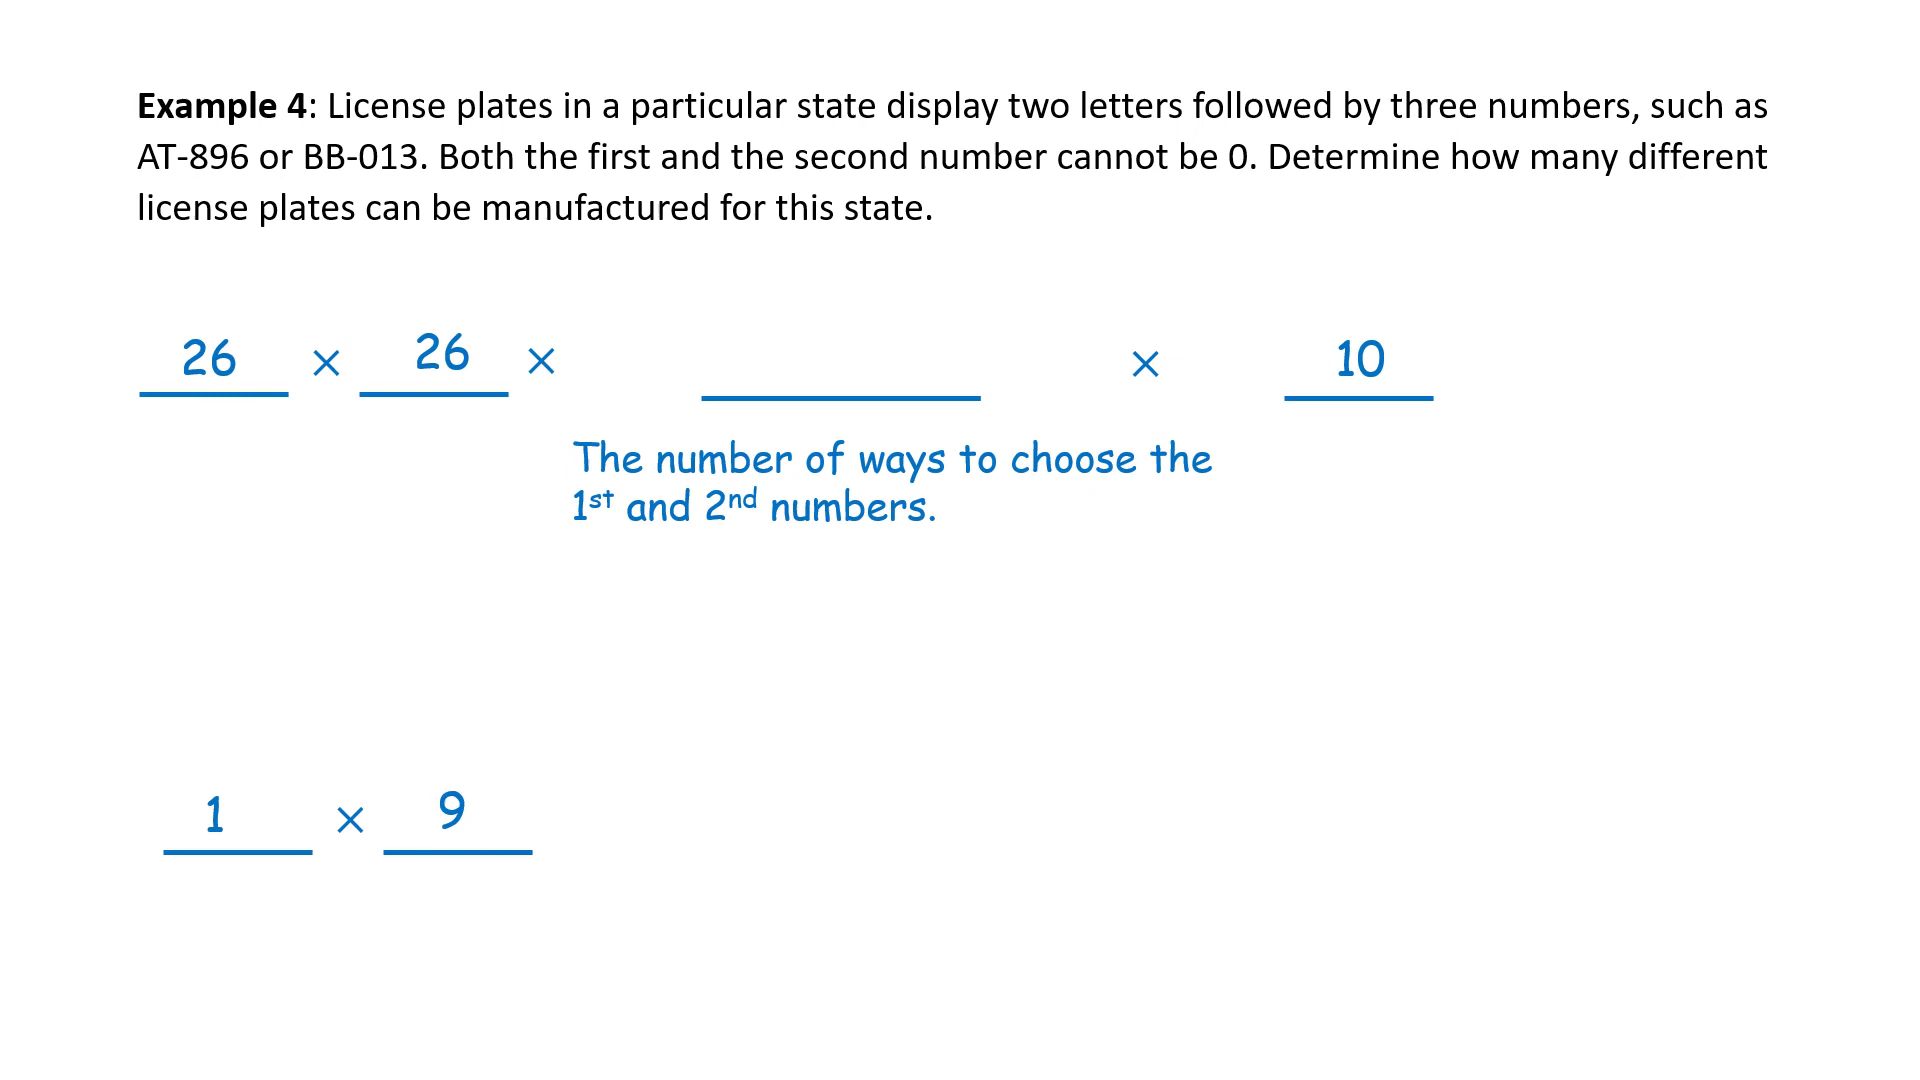 Example 4: License plates in a particular state display two letters followed by three numbers, such as
AT-896 or BB-013. Both the first and the second number cannot be 0. Determine how many different
license plates can be manufactured for this state.
26 × 26 × × 10
The number of ways to choose the
1st and 2nd numbers.
1 × 9